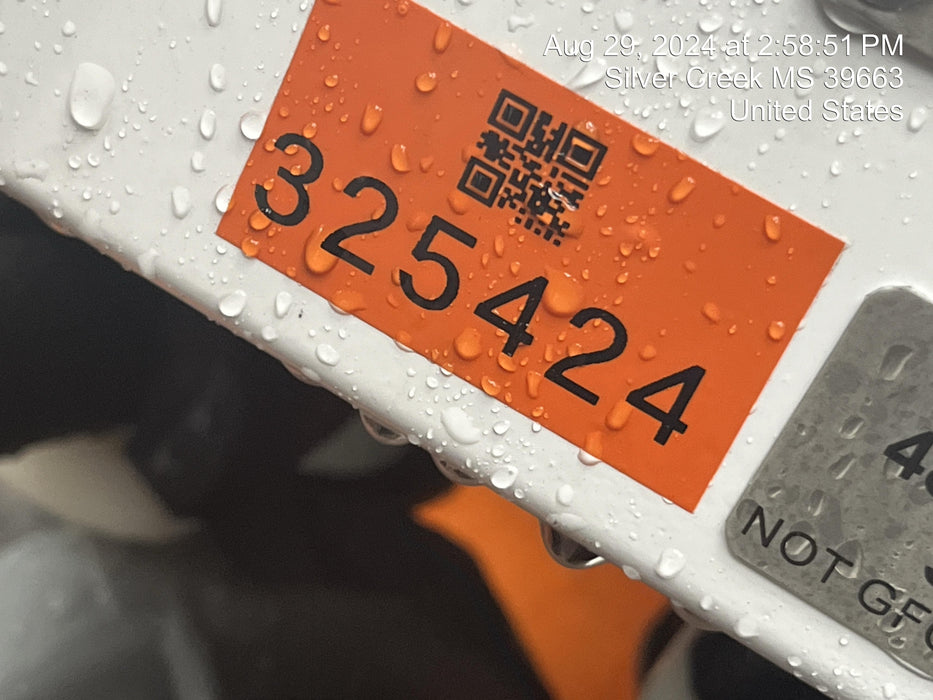 Aug 29, 2024 at 2:58:51 PM
Silver Creek MS 39663
United States
325424
NOT